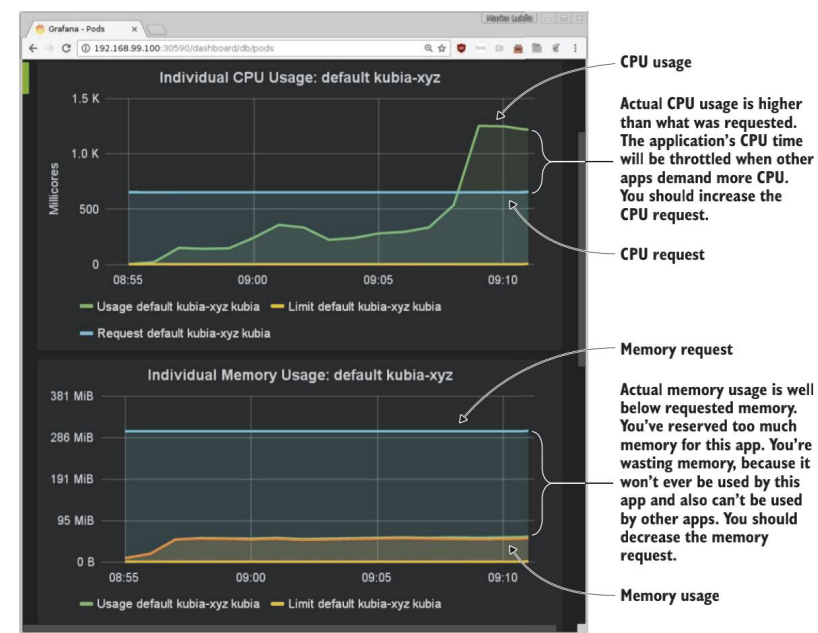 Marko Lukša
Grafana - Pods
192.168.99.100:30590/dashboard/db/pods
Individual CPU Usage: default kubia-xyz
1.5 K
1.0 K
500
0
Millicores
08:55
09:00
09:05
09:10
Usage default kubia-xyz kubia
Limit default kubia-xyz kubia
Request default kubia-xyz kubia
Individual Memory Usage: default kubia-xyz
381 MiB
286 MiB
191 MiB
95 MiB
0 B
08:55
09:00
09:05
09:10
Usage default kubia-xyz kubia
Limit default kubia-xyz kubia
CPU usage
Actual CPU usage is higher
than what was requested.
The application's CPU time
will be throttled when other
apps demand more CPU.
You should increase the
CPU request.
CPU request
Memory request
Actual memory usage is well
below requested memory.
You've reserved too much
memory for this app. You're
wasting memory, because it
won't ever be used by this
app and also can't be used
by other apps. You should
decrease the memory
request.
Memory usage